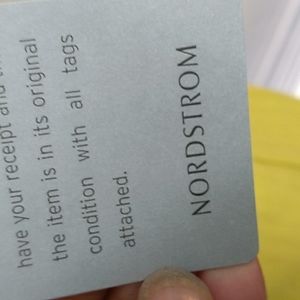 have your receipt and
the item is in its original
condition with all tags
attached.
NORDSTROM